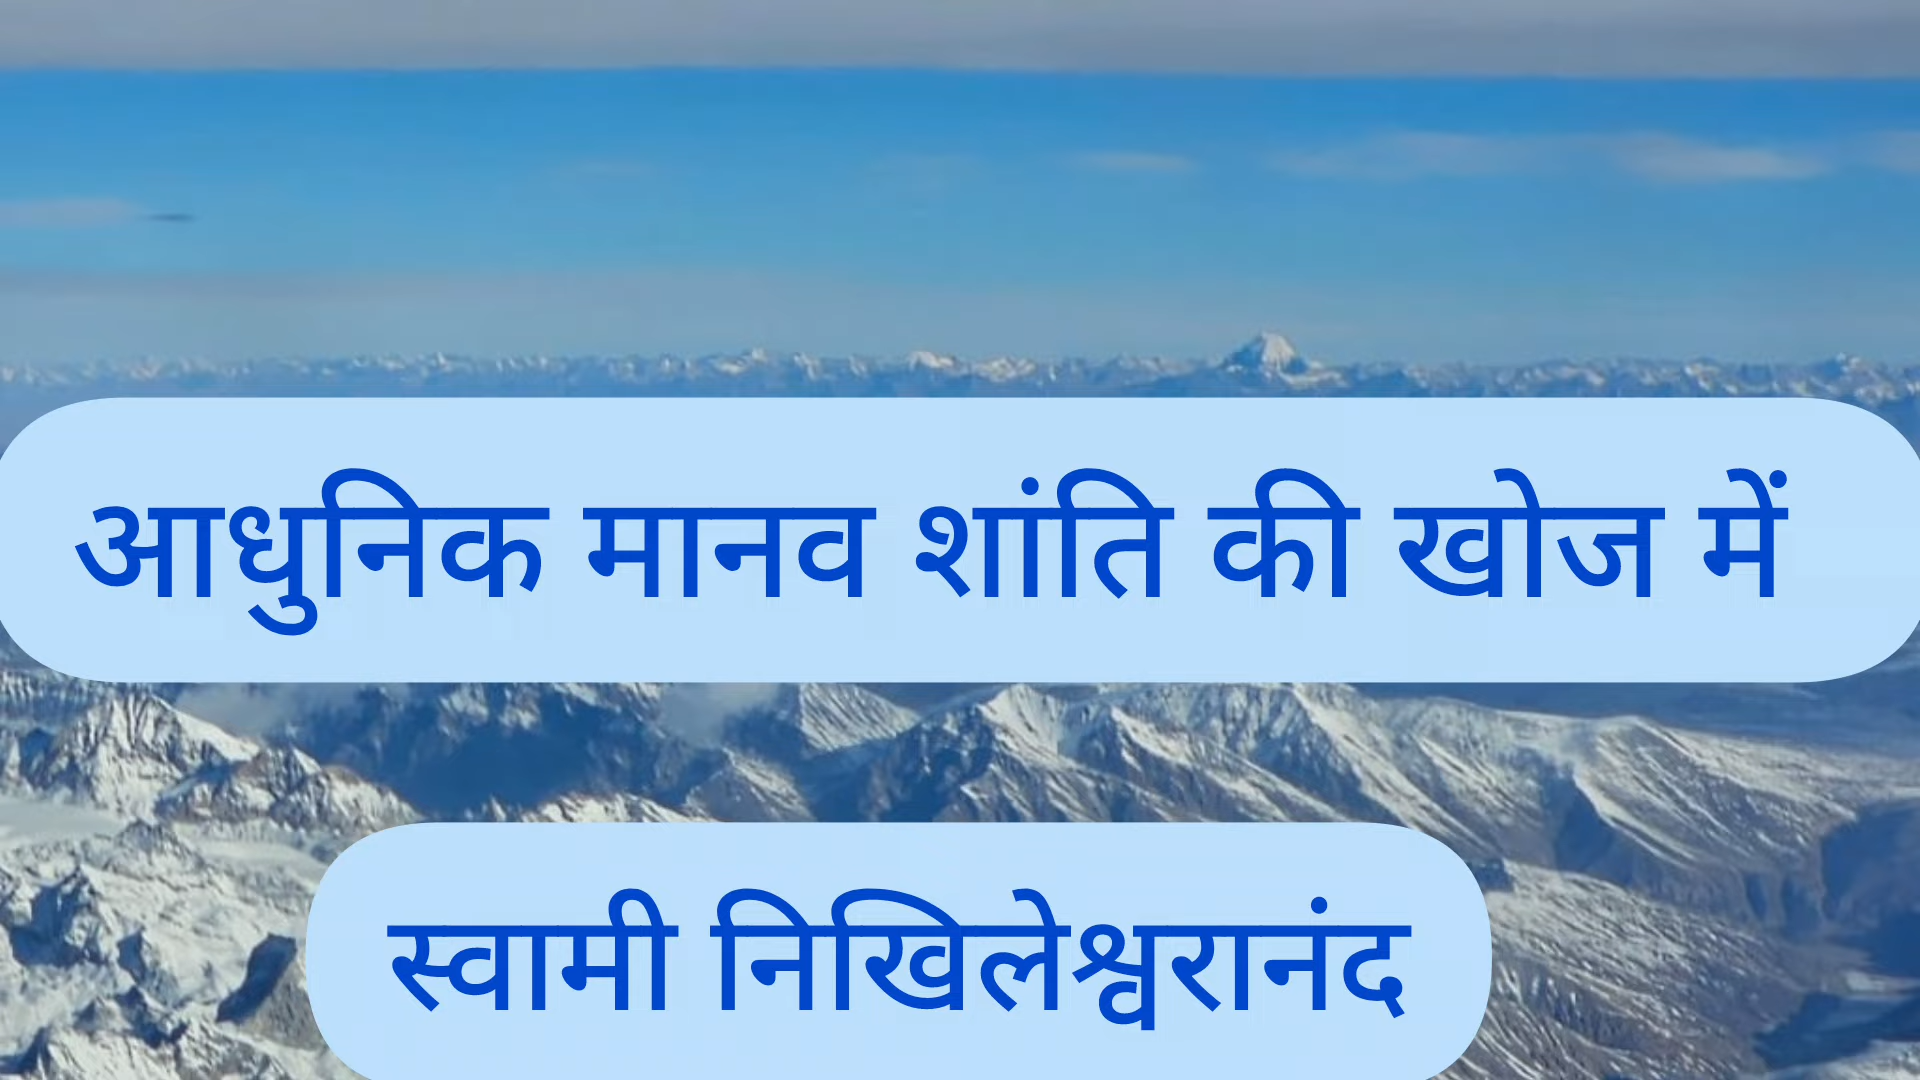 आधुनिक मानव शांति की खोज में
स्वामी निखिलेश्वरानंद